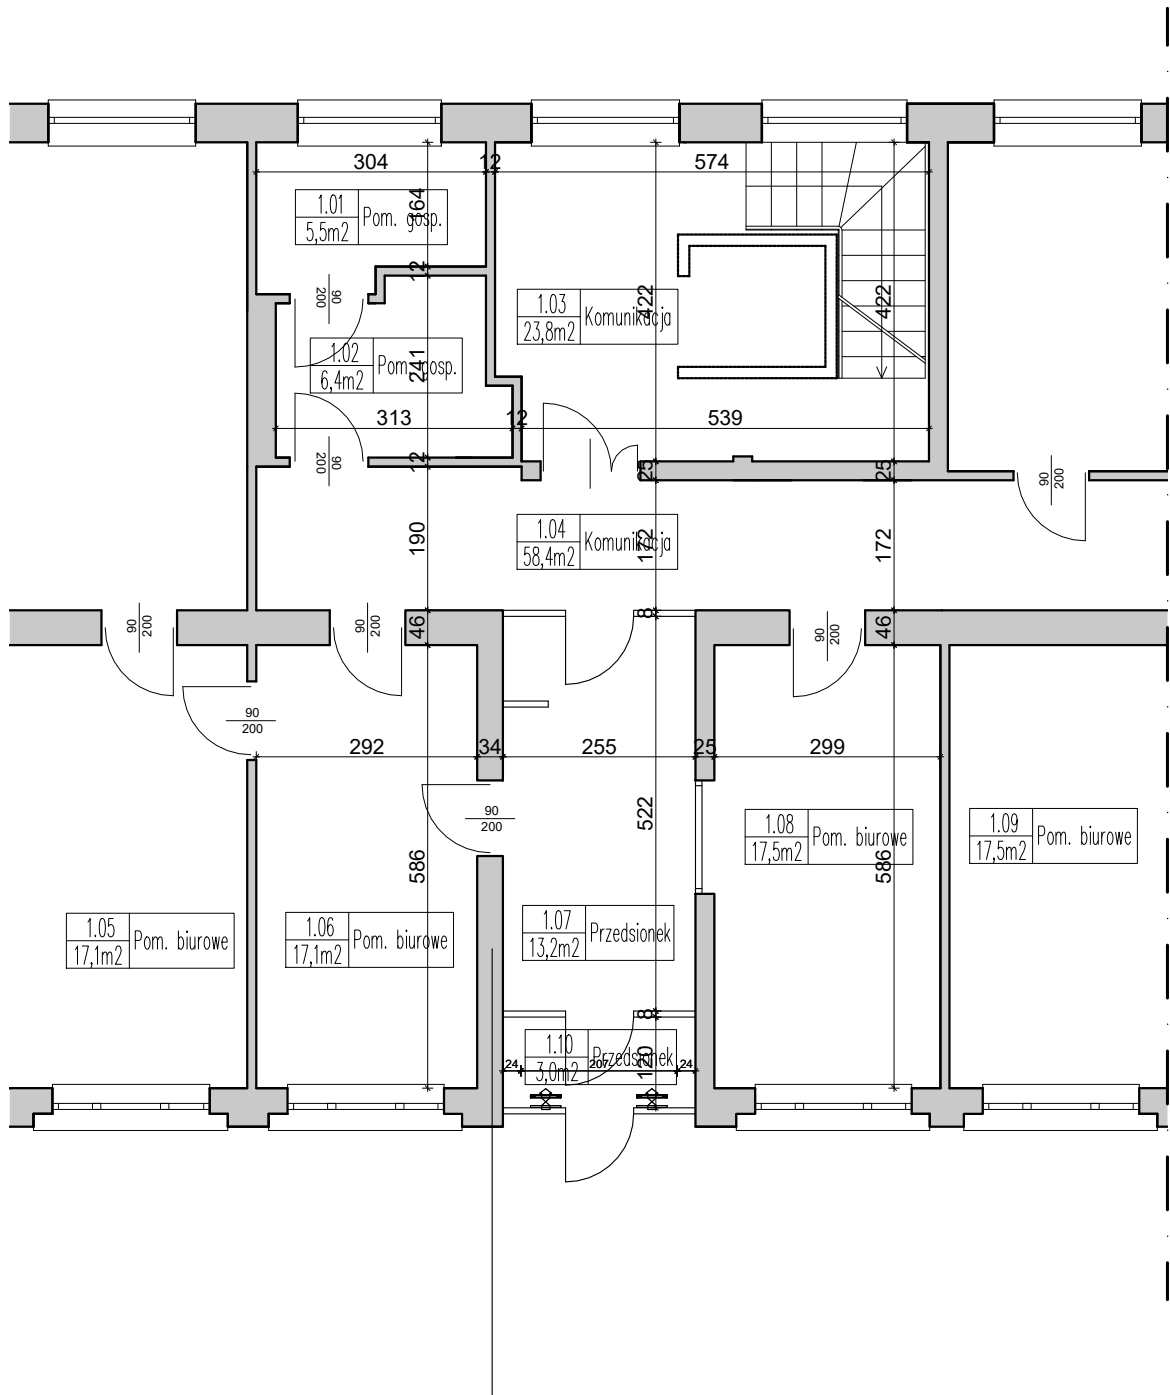 304
12
574
1.01
5,5m2
Pom. gosp.
164
12
90
200
1.03
23,8m2
Komunikacja
422
422
1.02
6,4m2
Pom. gosp.
241
313
12
539
90
200
12
25
25
90
200
1.04
58,4m2
Komunikacja
190
172
172
90
200
90
200
46
8
90
200
46
90
200
292
34
255
25
299
90
200
522
586
586
1.08
17,5m2
Pom. biurowe
1.09
17,5m2
Pom. biurowe
1.05
17,1m2
Pom. biurowe
1.06
17,1m2
Pom. biurowe
1.07
13,2m2
Przedsionek
8
1.10
3,0m2
Przedsionek
120
24
207
24